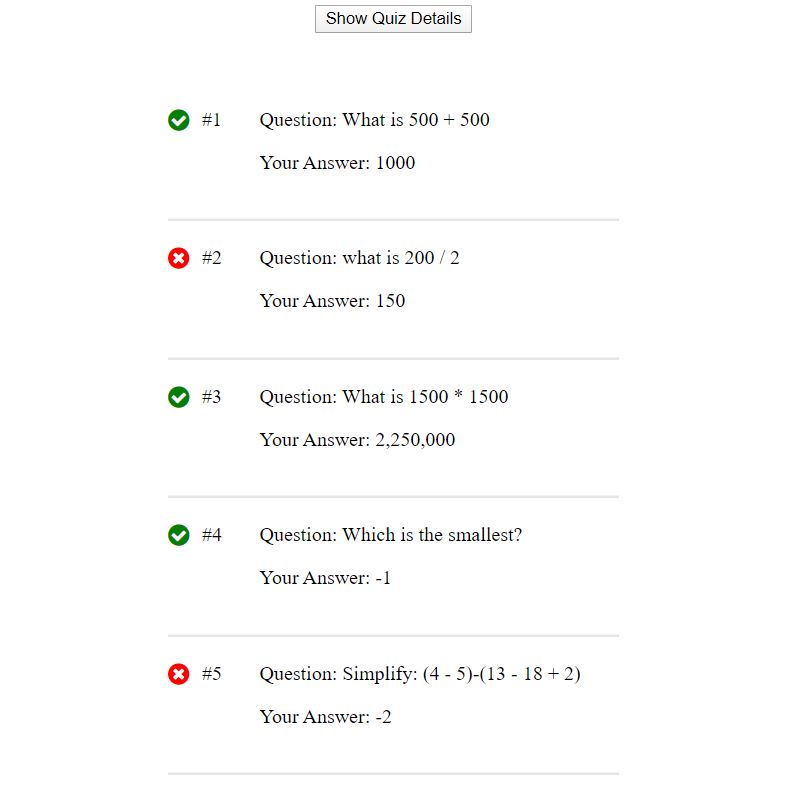 Show Quiz Details
#1 Question: What is 500 + 500
Your Answer: 1000
#2 Question: what is 200 / 2
Your Answer: 150
#3 Question: What is 1500 * 1500
Your Answer: 2,250,000
#4 Question: Which is the smallest?
Your Answer: -1
#5 Question: Simplify: (4 - 5)-(13 - 18 + 2)
Your Answer: -2